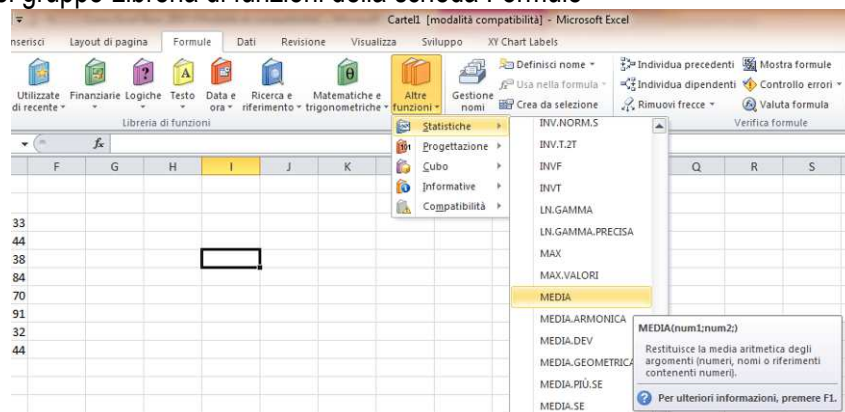 gruppo Libreria di funzioni della scheda Formule
Cartel1 [modalità compatibilità] - Microsoft Excel
nserisci Layout di pagina Formule Dati Revisione Visualizza Sviluppo XY Chart Labels
Utilizzate di recente
Finanziarie
Logiche
Testo
Data e ora
Ricerca e riferimento
Matematiche e trigonometriche
Altre funzioni
Gestione nomi
Definisci nome
Usa nella formula
Crea da selezione
Individua precedenti
Individua dipendenti
Rimuovi frecce
Mostra formule
Controllo errori
Valuta formula
Libreria di funzioni
Verifica formule
fx
F G H I J K Q R S
Statistiche
Progettazione
Cubo
Informative
Compatibilità
INV.NORM.S
INV.T.2T
INVF
INVT
LN.GAMMA
LN.GAMMA.PRECISA
MAX
MAX.VALORI
MEDIA
MEDIA.ARMONICA
MEDIA.DEV
MEDIA.GEOMETRICA
MEDIA.PIÙ.SE
MEDIA.SE
33
44
38
84
70
91
32
44
MEDIA(num1;num2;)
Restituisce la media aritmetica degli
argomenti (numeri, nomi o riferimenti
contenenti numeri).
Per ulteriori informazioni, premere F1.